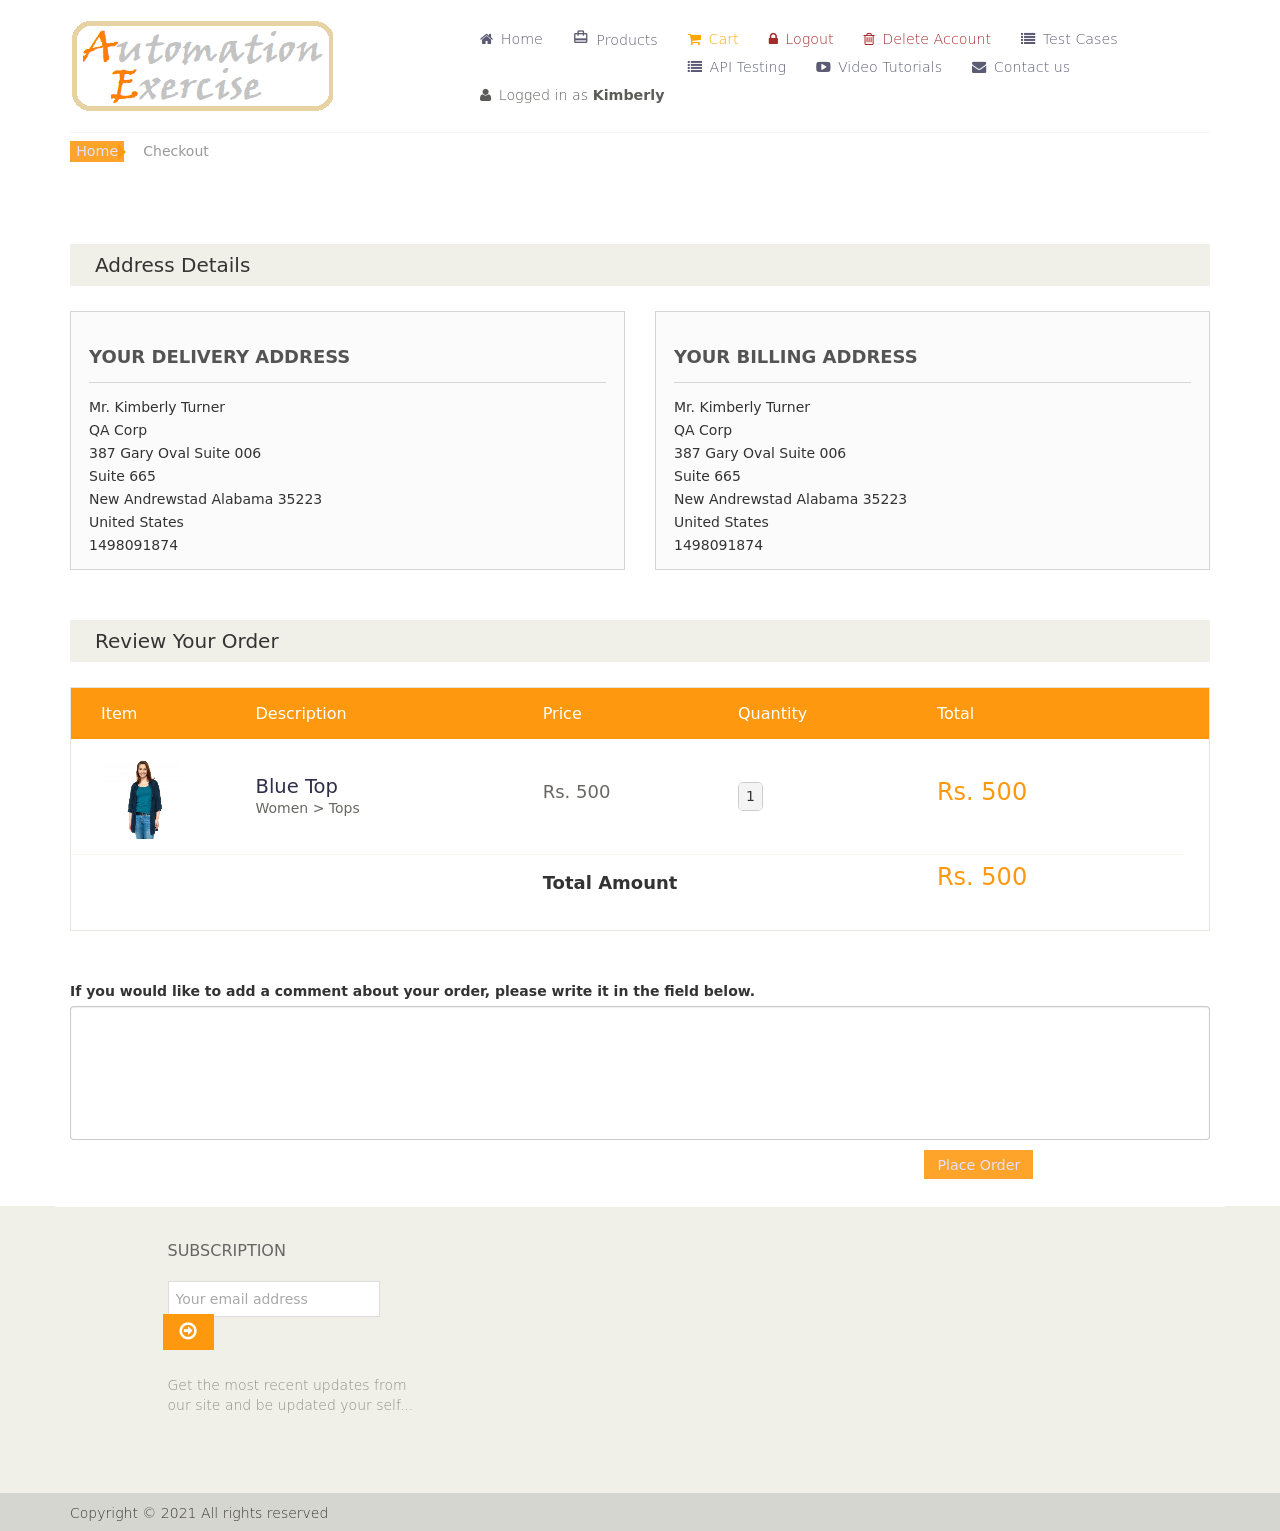 Automation
Exercise
Home
Products
Cart
Logout
Delete Account
Test Cases
API Testing
Video Tutorials
Contact us
Logged in as Kimberly
Home
Checkout
Address Details
YOUR DELIVERY ADDRESS
Mr. Kimberly Turner
QA Corp
387 Gary Oval Suite 006
Suite 665
New Andrewstad Alabama 35223
United States
1498091874
YOUR BILLING ADDRESS
Mr. Kimberly Turner
QA Corp
387 Gary Oval Suite 006
Suite 665
New Andrewstad Alabama 35223
United States
1498091874
Review Your Order
Item Description Price Quantity Total
Blue Top
Women > Tops
Rs. 500
1
Rs. 500
Total Amount
Rs. 500
If you would like to add a comment about your order, please write it in the field below.
Place Order
SUBSCRIPTION
Your email address
Get the most recent updates from
our site and be updated your self...
Copyright © 2021 All rights reserved